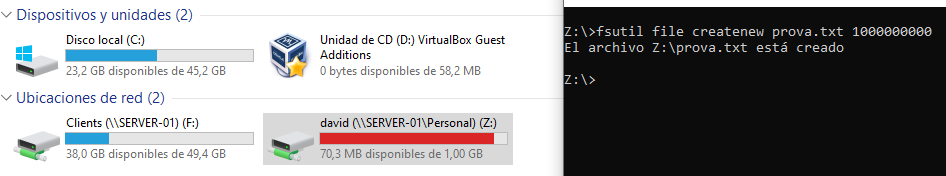 Dispositivos y unidades (2)
Disco local (C:)
23,2 GB disponibles de 45,2 GB
Unidad de CD (D:) VirtualBox Guest
Additions
0 bytes disponibles de 58,2 MB
Ubicaciones de red (2)
Clients (\\SERVER-01) (F:)
38,0 GB disponibles de 49,4 GB
david (\\SERVER-01\Personal) (Z:)
70,3 MB disponibles de 1,00 GB
Z:\>fsutil file createnew prova.txt 1000000000
El archivo Z:\prova.txt está creado
Z:\>